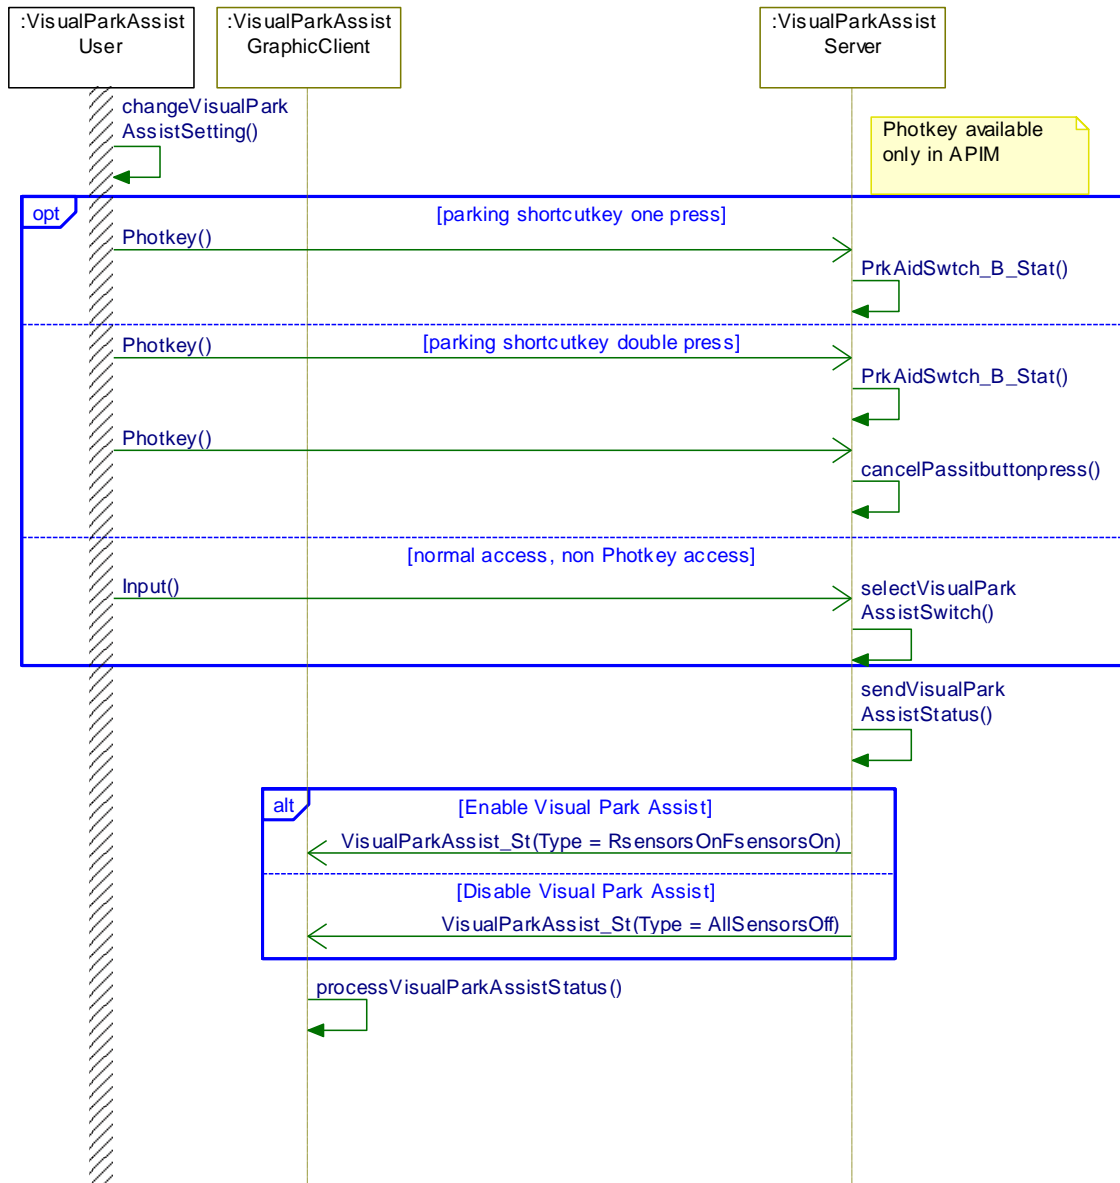 :VisualParkAssist
User
:VisualParkAssist
GraphicClient
:VisualParkAssist
Server
changeVisualPark
AssistSetting()
Photkey available
only in APIM
opt
[parking shortcutkey one press]
Photkey()
PrkAidSwtch_B_Stat()
Photkey()
[parking shortcutkey double press]
PrkAidSwtch_B_Stat()
Photkey()
cancelPassitbuttonpress()
[normal access, non Photkey access]
Input()
selectVisualPark
AssistSwitch()
sendVisualPark
AssistStatus()
alt
[Enable Visual Park Assist]
VisualParkAssist_St(Type = RsensorsOnFsensorsOn)
[Disable Visual Park Assist]
VisualParkAssist_St(Type = AllSensorsOff)
processVisualParkAssistStatus()